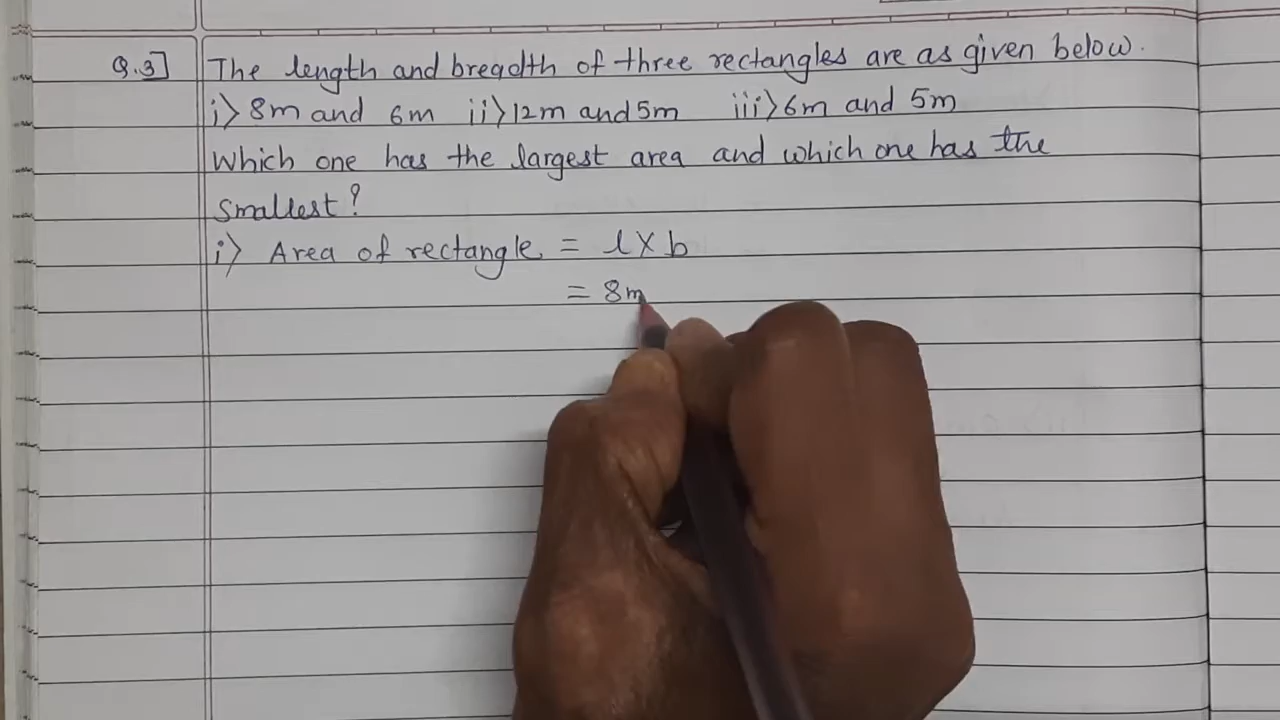 Q.3] The length and breadth of three rectangles are as given below.
i> 8m and 6m ii> 12m and 5m iii> 6m and 5m
Which one has the largest area and which one has the
smallest?
i> Area of rectangle = l X b
= 8m